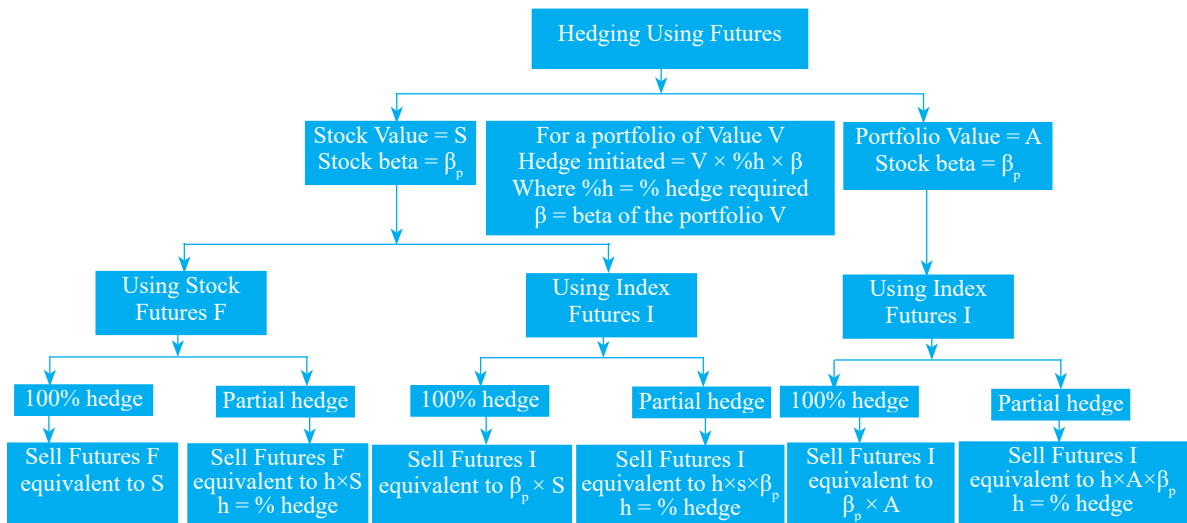 Hedging Using Futures
Stock Value = S
Stock beta = βp
For a portfolio of Value V
Hedge initiated = V × %h × β
Where %h = % hedge required
β = beta of the portfolio V
Portfolio Value = A
Stock beta = βp
Using Stock
Futures F
Using Index
Futures I
Using Index
Futures I
100% hedge
Partial hedge
100% hedge
Partial hedge
100% hedge
Partial hedge
Sell Futures F
equivalent to S
Sell Futures F
equivalent to h×S
h = % hedge
Sell Futures I
equivalent to βp × S
Sell Futures I
equivalent to h×s×βp
h = % hedge
Sell Futures I
equivalent to
βp × A
Sell Futures I
equivalent to h×A×βp
h = % hedge